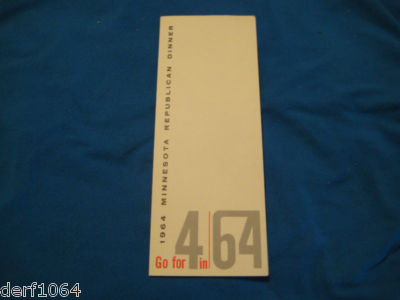 1964 MINNESOTA REPUBLICAN DINNER
Go for 4 in 64
derf1064